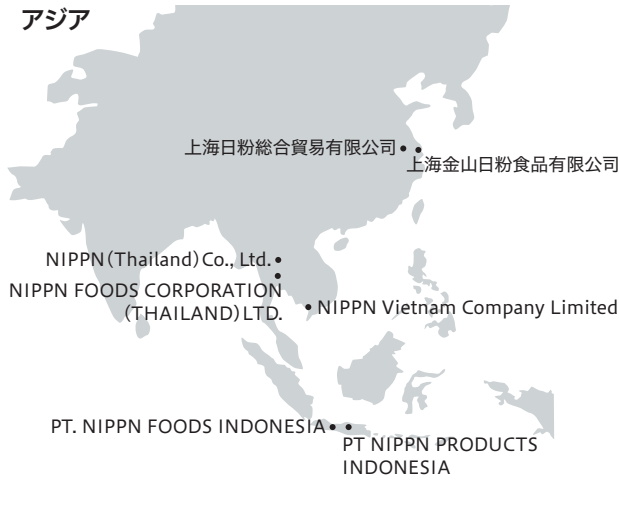 アジア
上海日粉総合貿易有限公司
上海金山日粉食品有限公司
NIPPN(Thailand)Co., Ltd.
NIPPN FOODS CORPORATION
(THAILAND)LTD.
NIPPN Vietnam Company Limited
PT. NIPPN FOODS INDONESIA
PT NIPPN PRODUCTS
INDONESIA